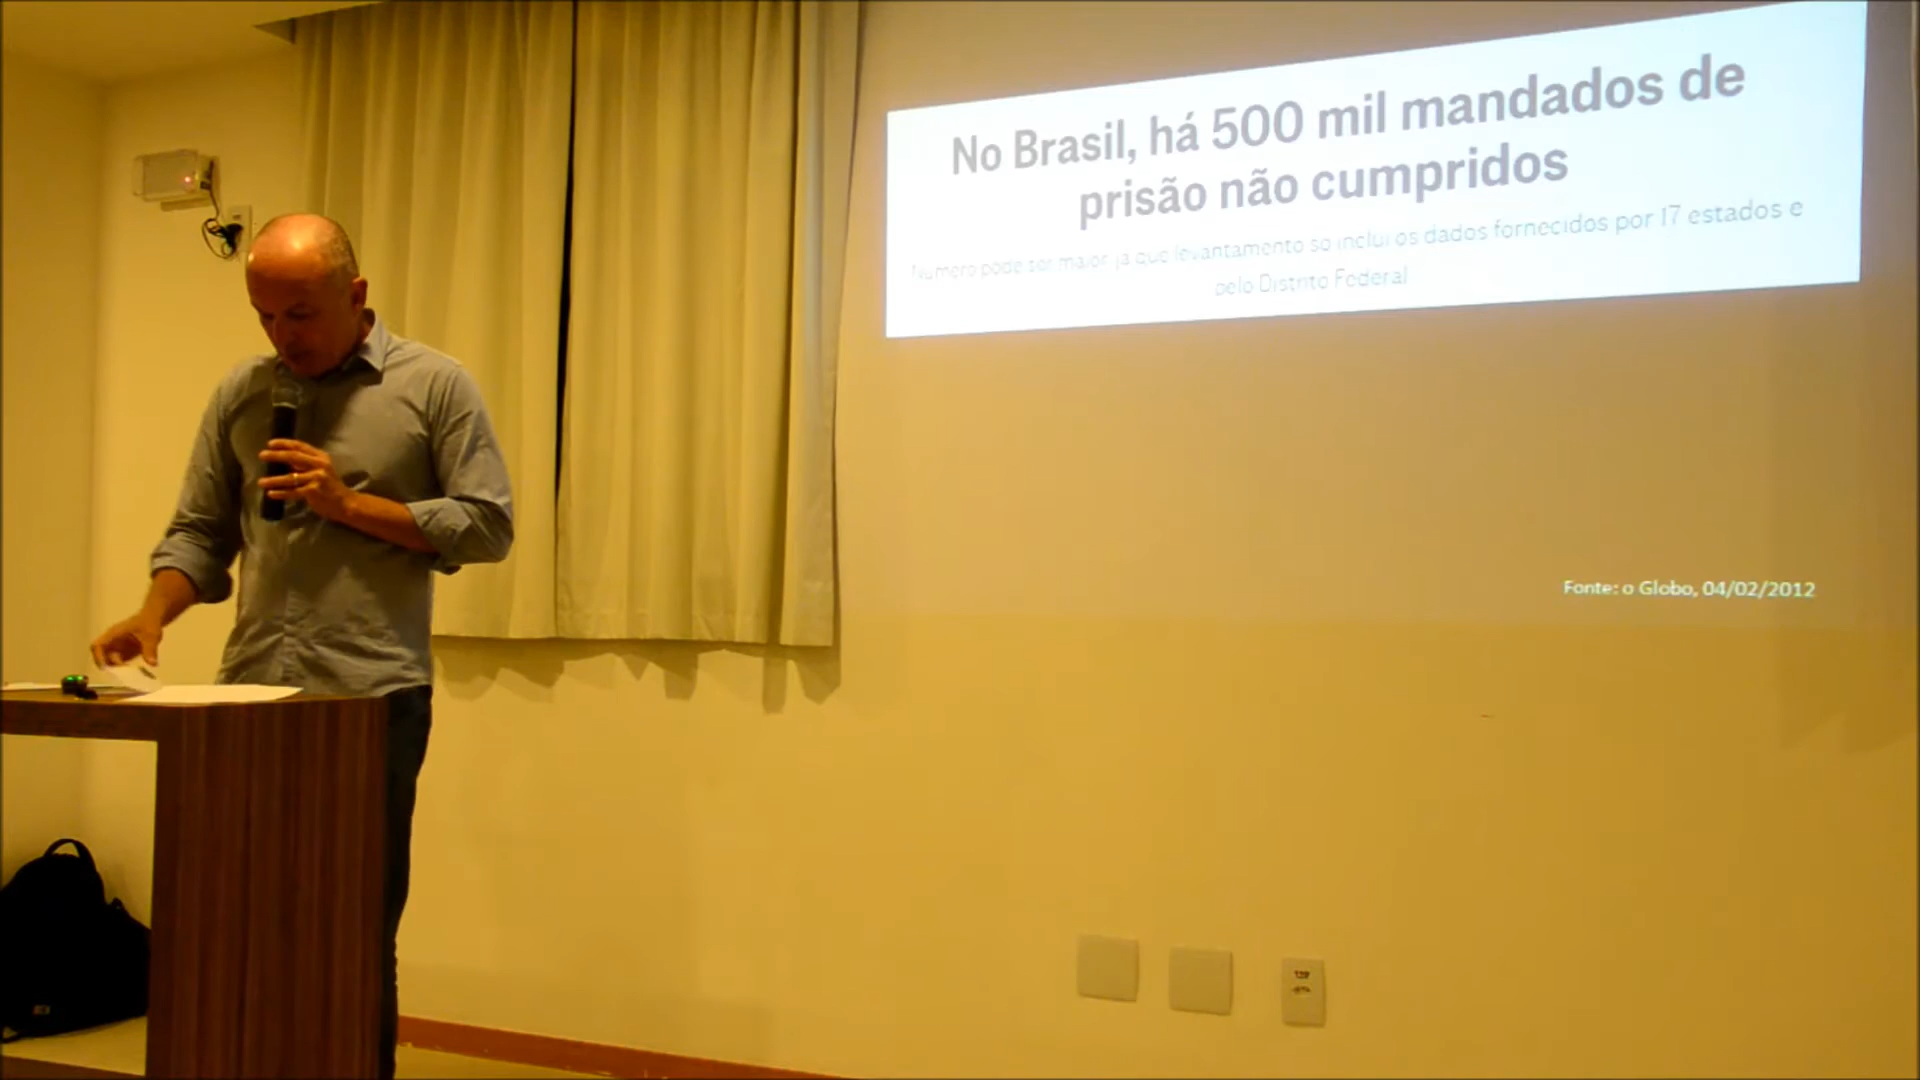 No Brasil, há 500 mil mandados de
prisão não cumpridos
Número pode ser maior, já que levantamento só inclui os dados fornecidos por 17 estados e
pelo Distrito Federal
Fonte: o Globo, 04/02/2012